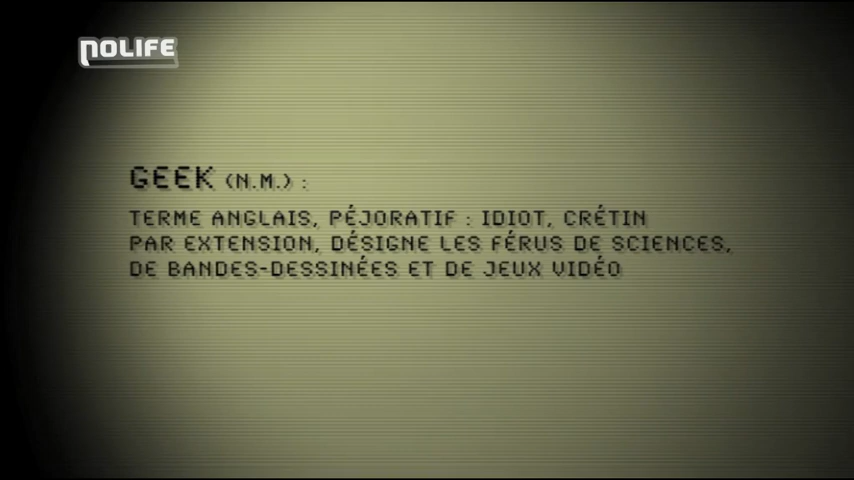 NOLIFE
GEEK (N.M.) :
TERME ANGLAIS, PÉJORATIF : IDIOT, CRÉTIN
PAR EXTENSION, DÉSIGNE LES FÉRUS DE SCIENCES,
DE BANDES-DESSINÉES ET DE JEUX VIDÉO